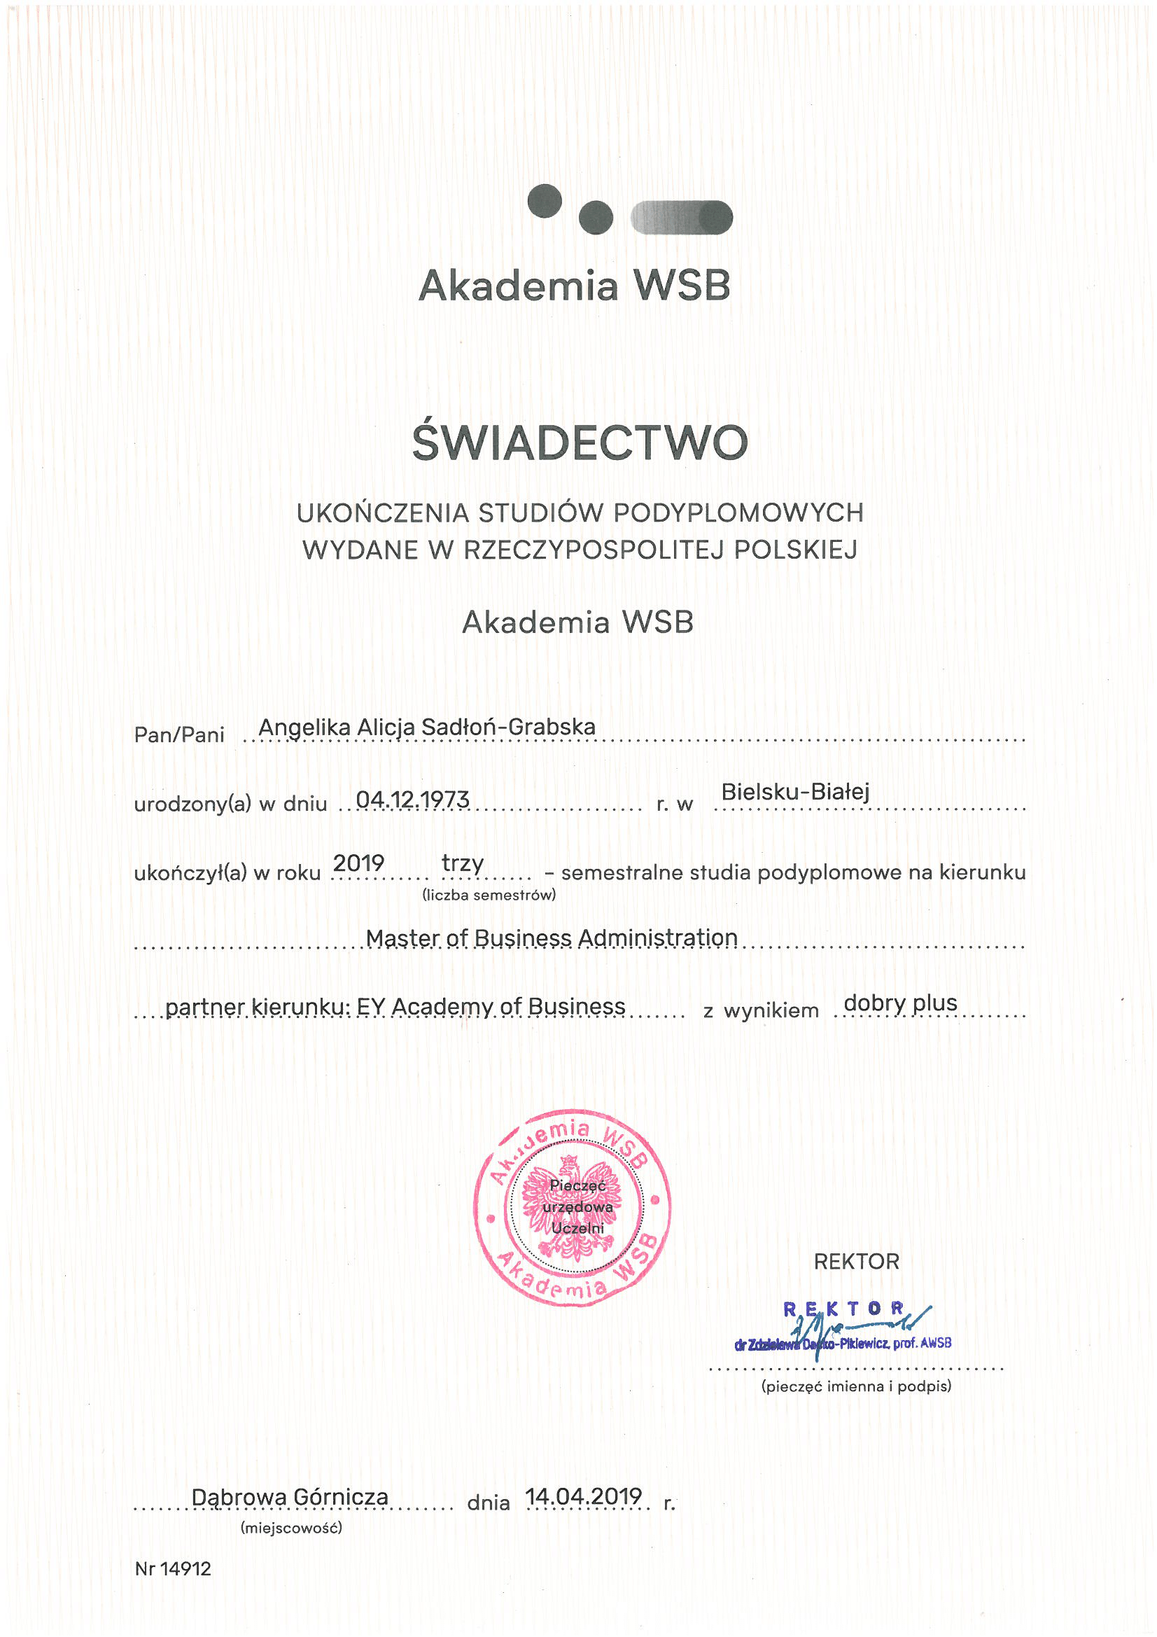 Akademia WSB
ŚWIADECTWO
UKOŃCZENIA STUDIÓW PODYPLOMOWYCH
WYDANE W RZECZYPOSPOLITEJ POLSKIEJ
Akademia WSB
Pan/Pani Angelika Alicja Sadłoń-Grabska
urodzony(a) w dniu 04.12.1973 r. w Bielsku-Białej
ukończył(a) w roku 2019 trzy – semestralne studia podyplomowe na kierunku
(liczba semestrów)
Master of Business Administration
partner kierunku: EY Academy of Business z wynikiem dobry plus
Akademia WSB
Pieczęć
urzędowa
Uczelni
Akademia WSB
REKTOR
REKTOR
dr Zdzisława Dacko-Pikiewicz, prof. AWSB
(pieczęć imienna i podpis)
Dąbrowa Górnicza dnia 14.04.2019 r.
(miejscowość)
Nr 14912